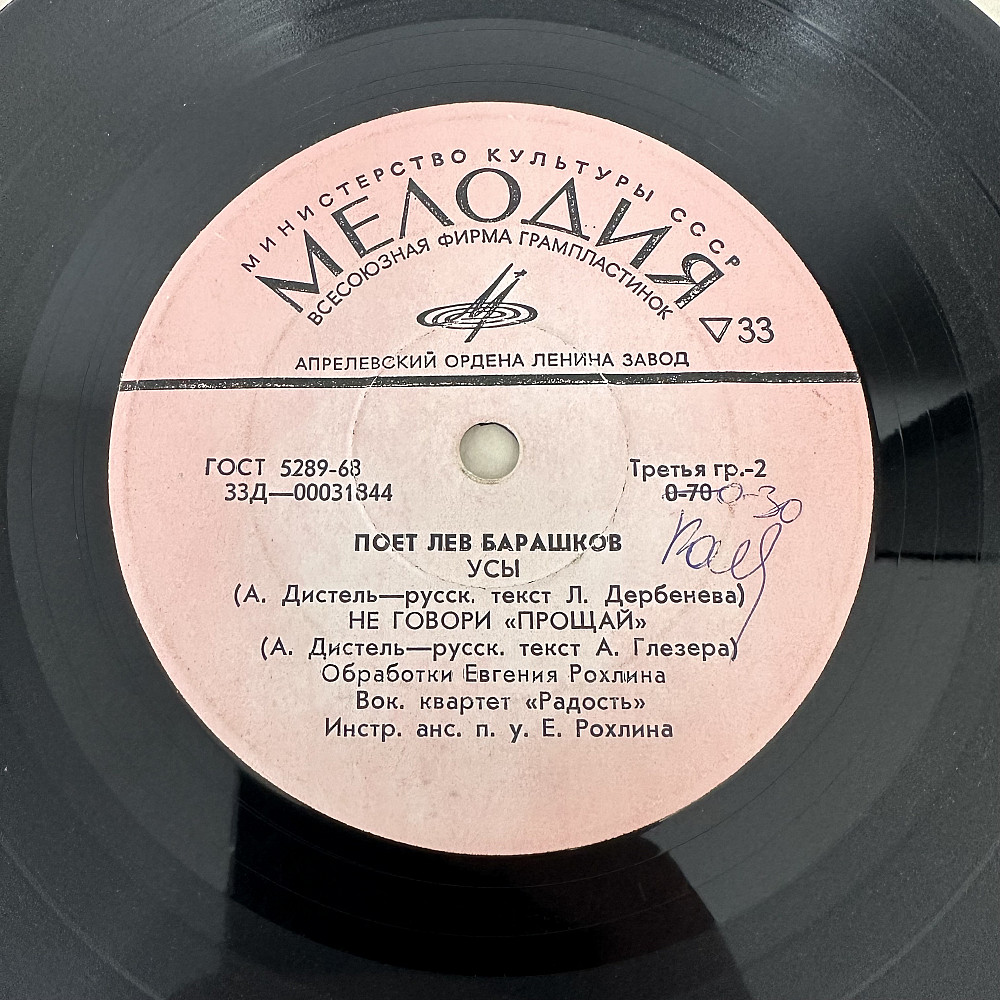 МИНИСТЕРСТВО КУЛЬТУРЫ СССР
МЕЛОДИЯ
ВСЕСОЮЗНАЯ ФИРМА ГРАМПЛАСТИНОК
▽33
АПРЕЛЕВСКИЙ ОРДЕНА ЛЕНИНА ЗАВОД
ГОСТ 5289-68
Третья гр.-2
33Д—00031844
0-70 0-30
ПОЕТ ЛЕВ БАРАШКОВ
УСЫ
(А. Дистель—русск. текст Л. Дербенева)
НЕ ГОВОРИ «ПРОЩАЙ»
(А. Дистель—русск. текст А. Глезера)
Обработки Евгения Рохлина
Вок. квартет «Радость»
Инстр. анс. п. у. Е. Рохлина